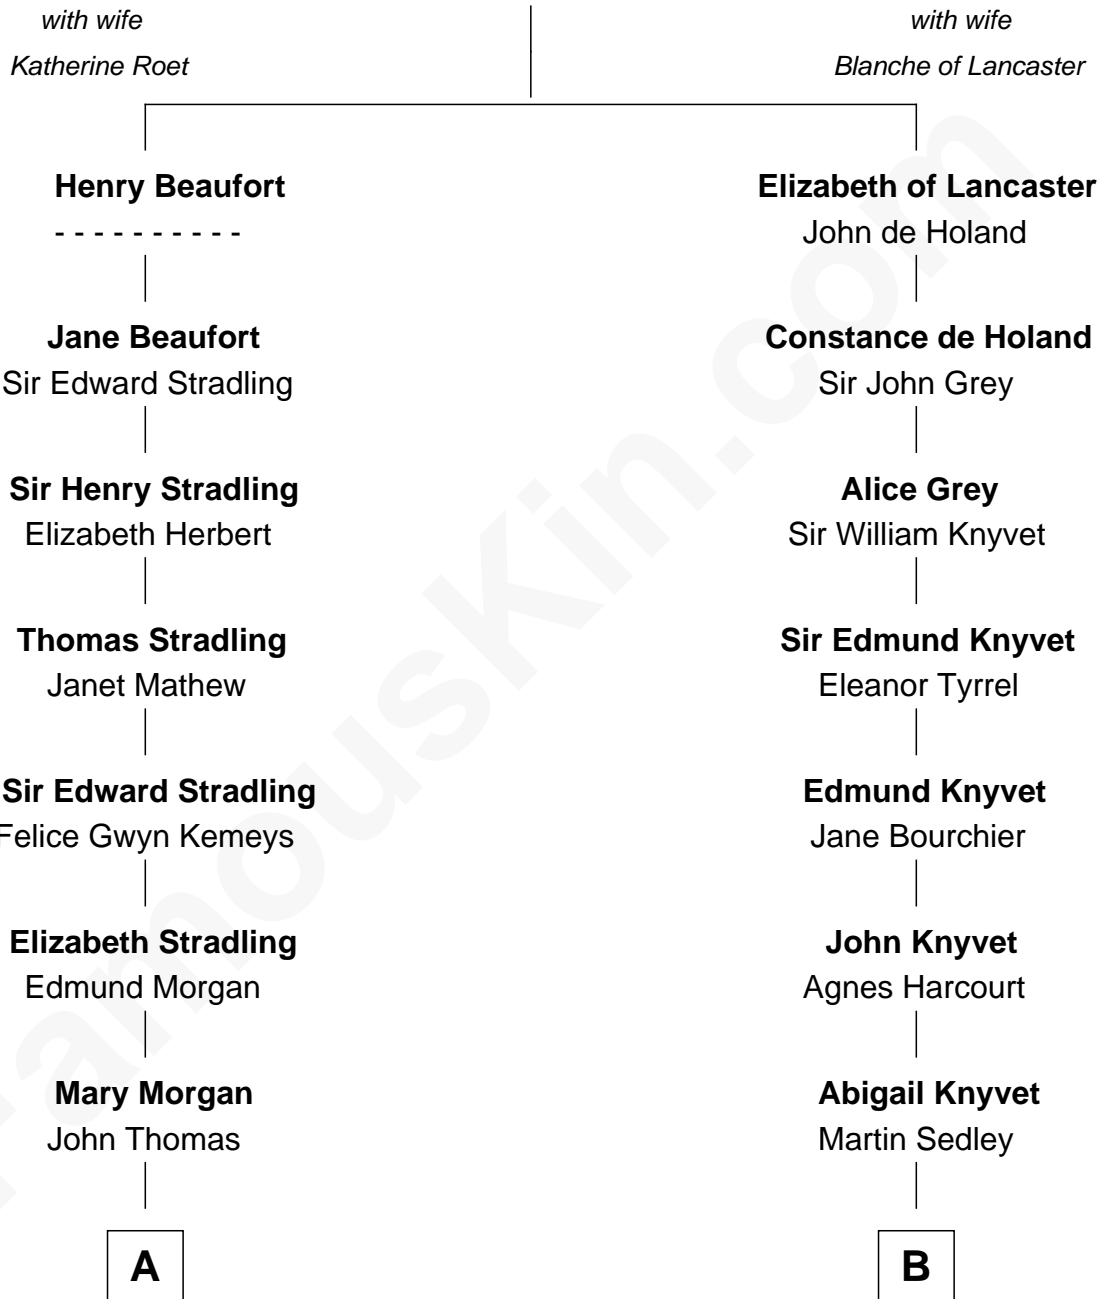 with wife
Katherine Roet
with wife
Blanche of Lancaster
Henry Beaufort
- - - - - - - - - -
Elizabeth of Lancaster
John de Holand
Jane Beaufort
Sir Edward Stradling
Constance de Holand
Sir John Grey
Sir Henry Stradling
Elizabeth Herbert
Alice Grey
Sir William Knyvet
Thomas Stradling
Janet Mathew
Sir Edmund Knyvet
Eleanor Tyrrel
Sir Edward Stradling
Felice Gwyn Kemeys
Edmund Knyvet
Jane Bourchier
Elizabeth Stradling
Edmund Morgan
John Knyvet
Agnes Harcourt
Mary Morgan
John Thomas
Abigail Knyvet
Martin Sedley
A
B
FamousKin.com